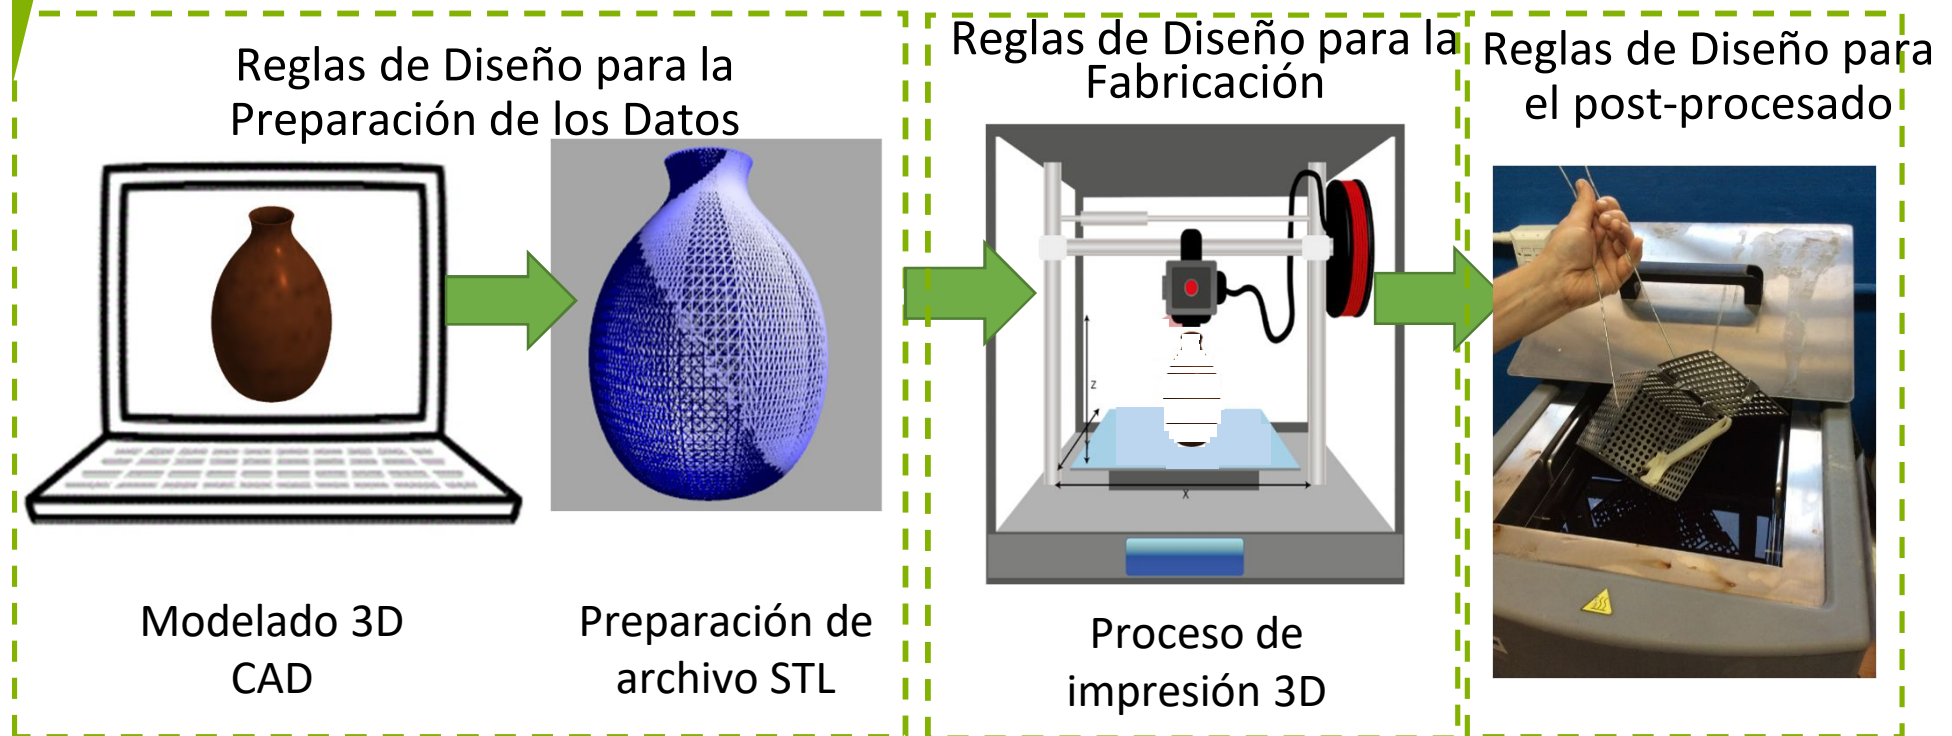 Reglas de Diseño para la
Preparación de los Datos
Modelado 3D
CAD
Preparación de
archivo STL
Reglas de Diseño para la
Fabricación
Z
X
Proceso de
impresión 3D
Reglas de Diseño para
el post-procesado